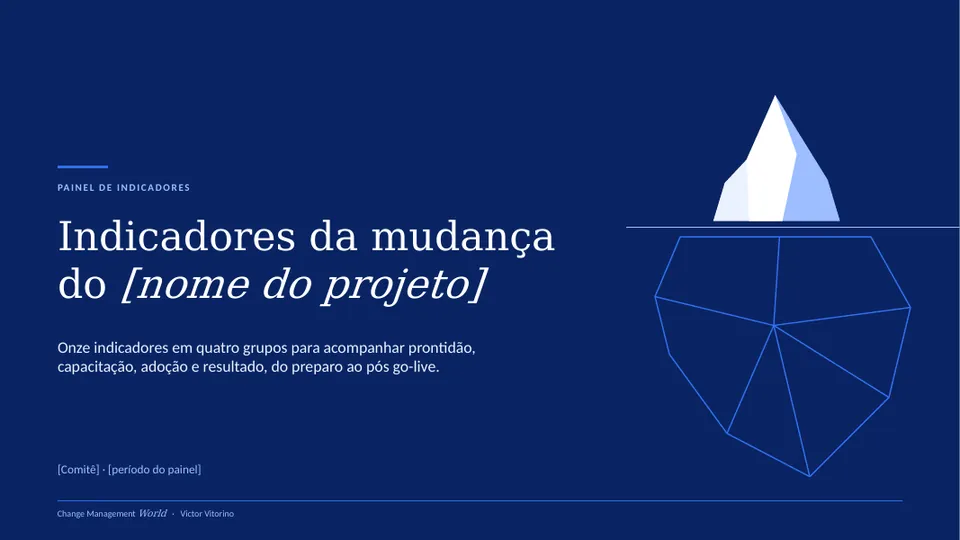 PAINEL DE INDICADORES
Indicadores da mudança
do [nome do projeto]
Onze indicadores em quatro grupos para acompanhar prontidão,
capacitação, adoção e resultado, do preparo ao pós go-live.
[Comitê] · [período do painel]
Change Management World · Victor Vitorino